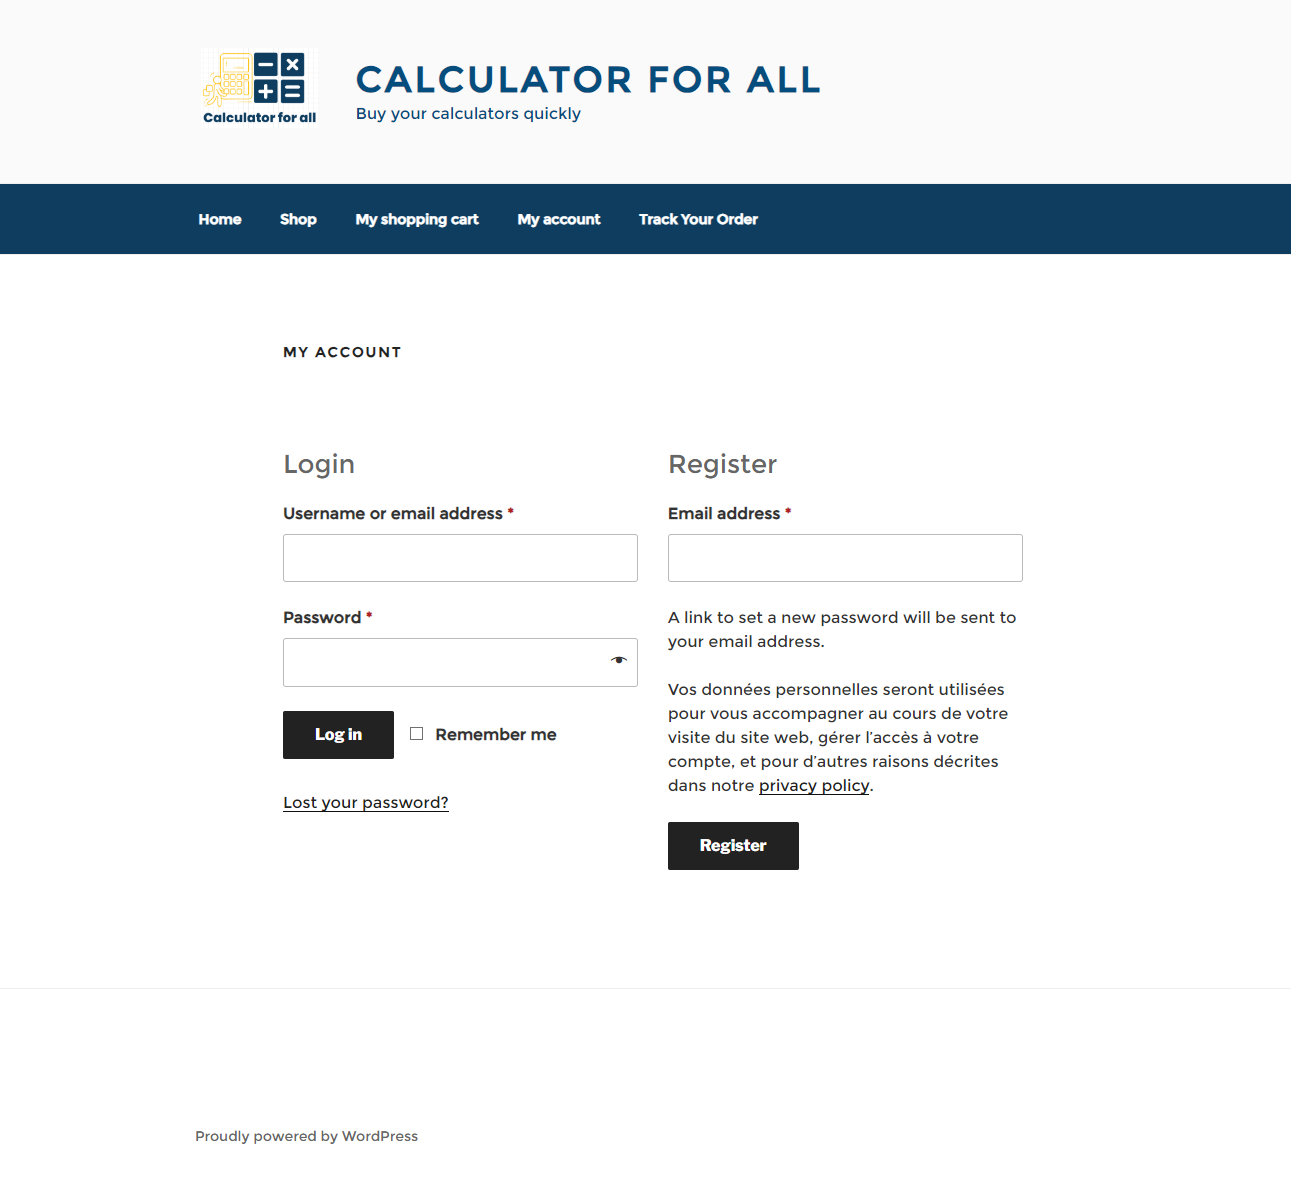 Calculator for all
CALCULATOR FOR ALL
Buy your calculators quickly
Home Shop My shopping cart My account Track Your Order
MY ACCOUNT
Login
Username or email address *
Password *
Log in Remember me
Lost your password?
Register
Email address *
A link to set a new password will be sent to
your email address.
Vos données personnelles seront utilisées
pour vous accompagner au cours de votre
visite du site web, gérer l’accès à votre
compte, et pour d’autres raisons décrites
dans notre privacy policy.
Register
Proudly powered by WordPress